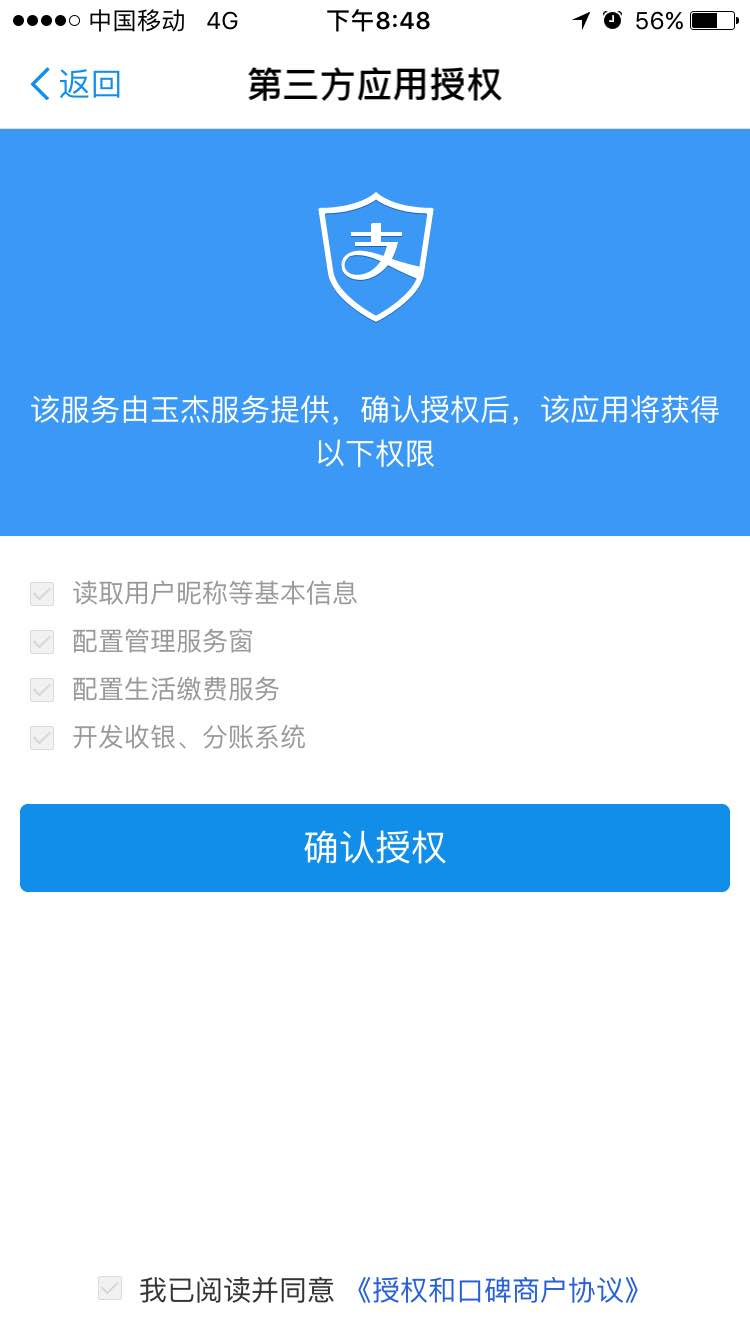 中国移动 4G 下午8:48 56%
返回 第三方应用授权
支
该服务由玉杰服务提供，确认授权后，该应用将获得
以下权限
读取用户昵称等基本信息
配置管理服务窗
配置生活缴费服务
开发收银、分账系统
确认授权
我已阅读并同意 《授权和口碑商户协议》